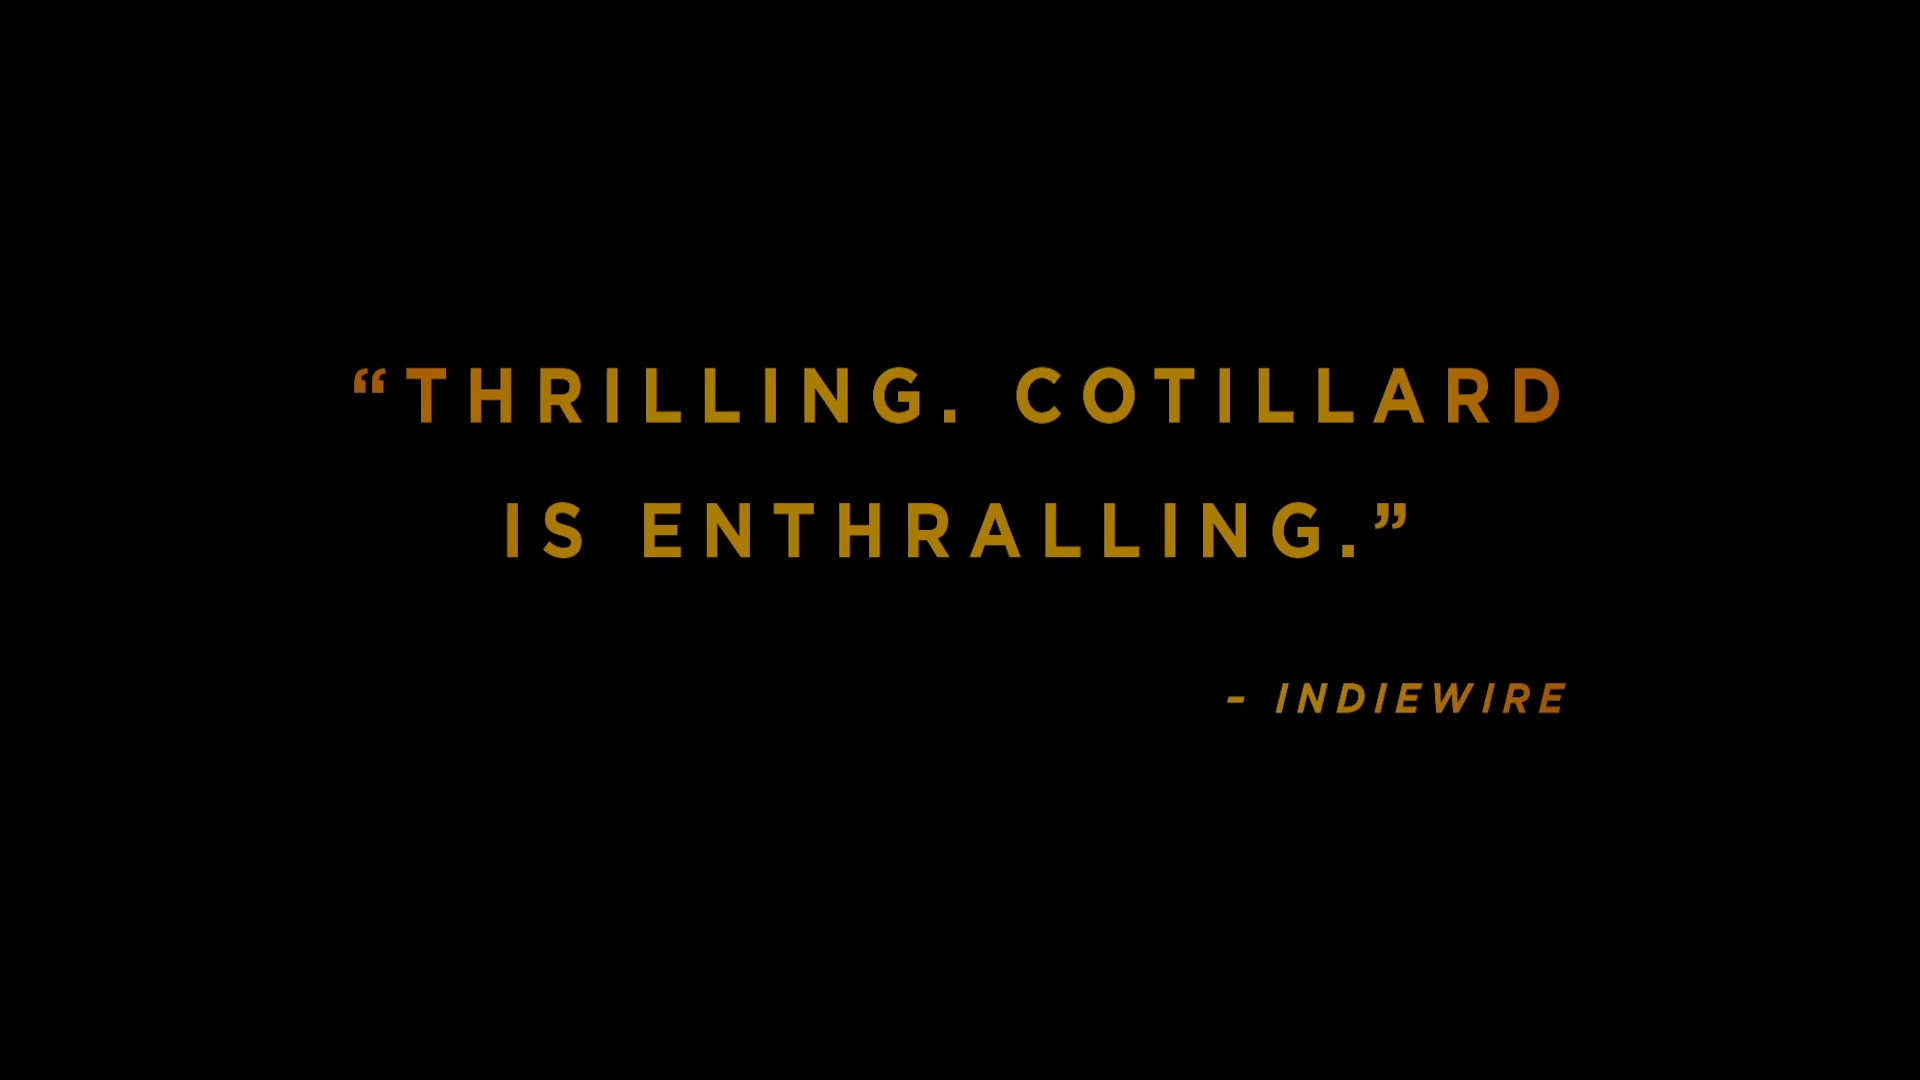 “THRILLING. COTILLARD
IS ENTHRALLING.”
- INDIEWIRE